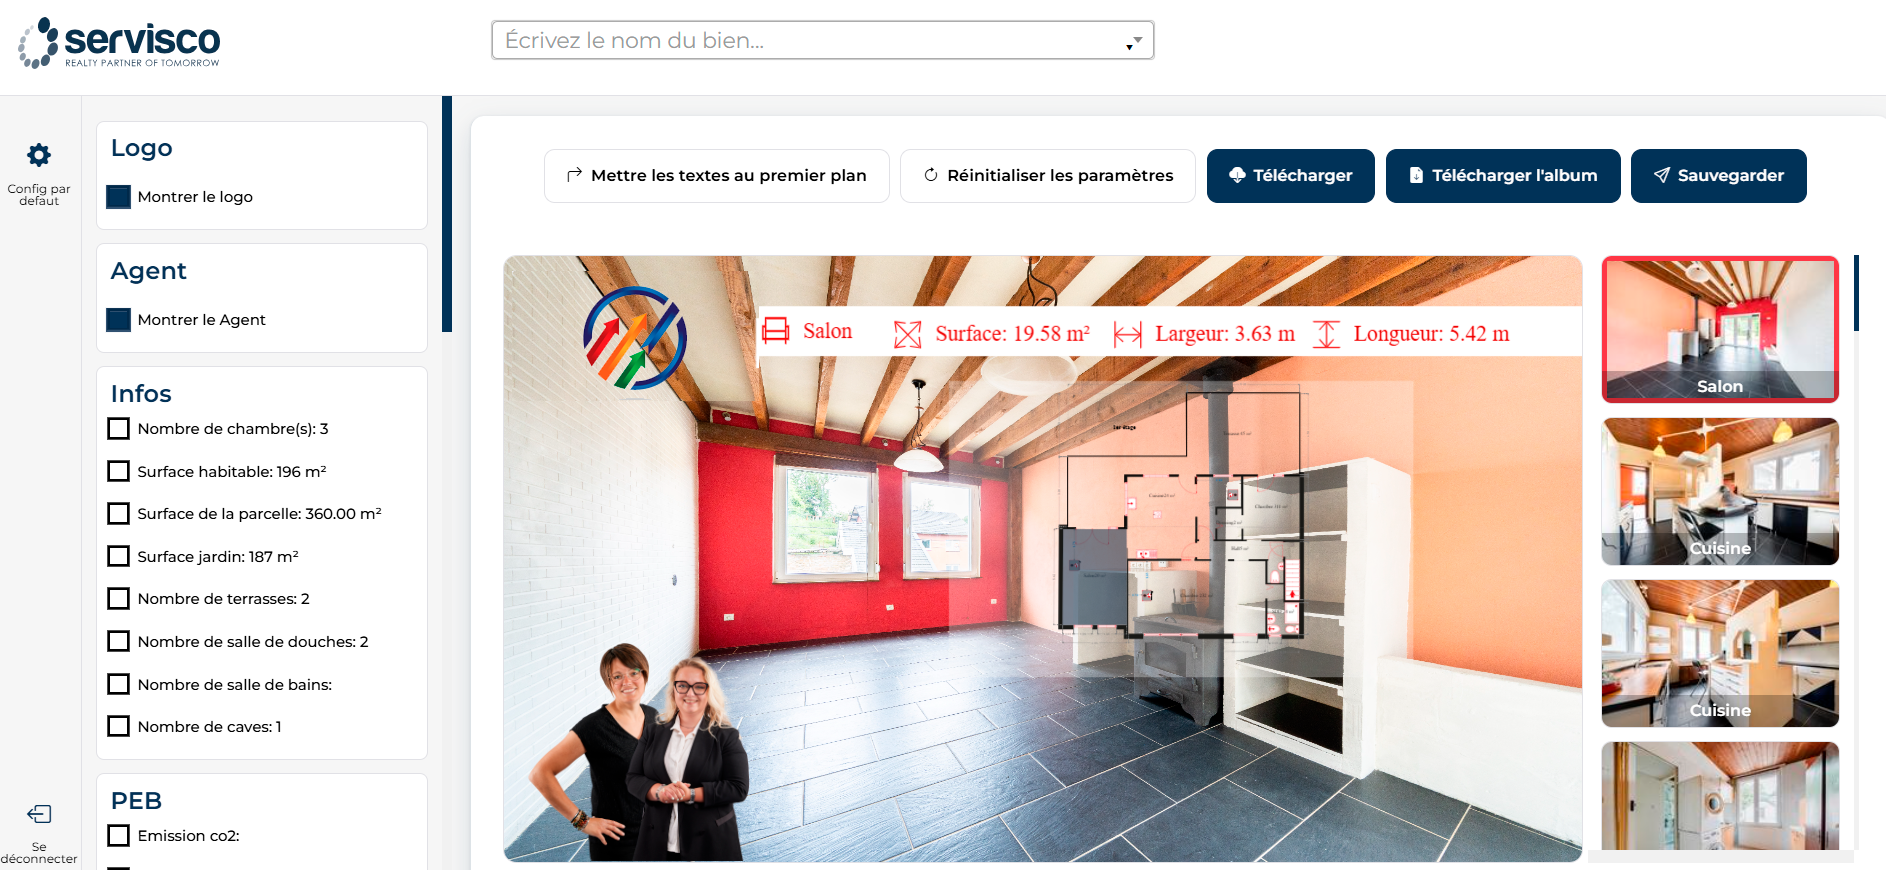 servisco
REALTY PARTNER OF TOMORROW
Écrivez le nom du bien...
Config par
defaut
Se
déconnecter
Logo
Montrer le logo
Agent
Montrer le Agent
Infos
Nombre de chambre(s): 3
Surface habitable: 196 m²
Surface de la parcelle: 360.00 m²
Surface jardin: 187 m²
Nombre de terrasses: 2
Nombre de salle de douches: 2
Nombre de salle de bains:
Nombre de caves: 1
PEB
Emission co2:
Mettre les textes au premier plan
Réinitialiser les paramètres
Télécharger
Télécharger l'album
Sauvegarder
Salon
Surface: 19.58 m²
Largeur: 3.63 m
Longueur: 5.42 m
1er étage
Salon
Cuisine
Cuisine